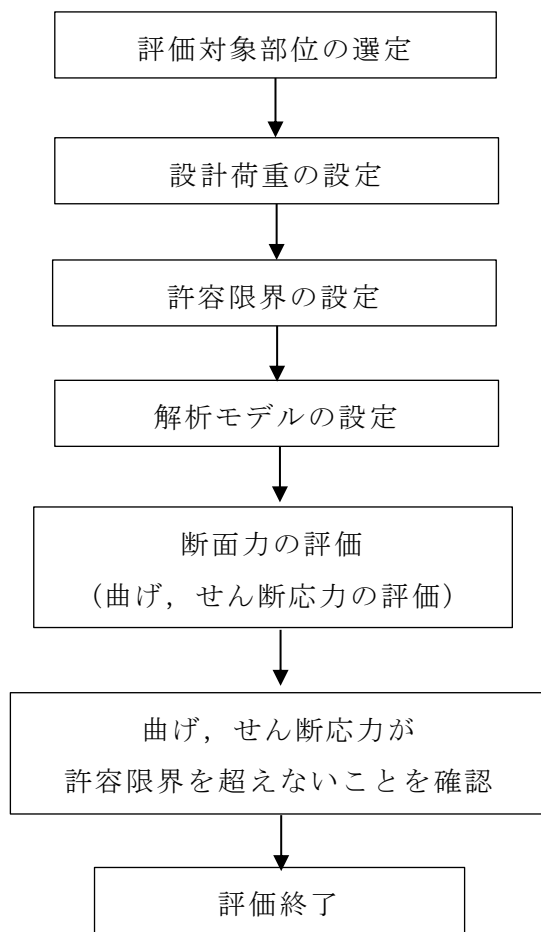 評価対象部位の選定
設計荷重の設定
許容限界の設定
解析モデルの設定
断面力の評価
（曲げ，せん断応力の評価）
曲げ，せん断応力が
許容限界を超えないことを確認
評価終了